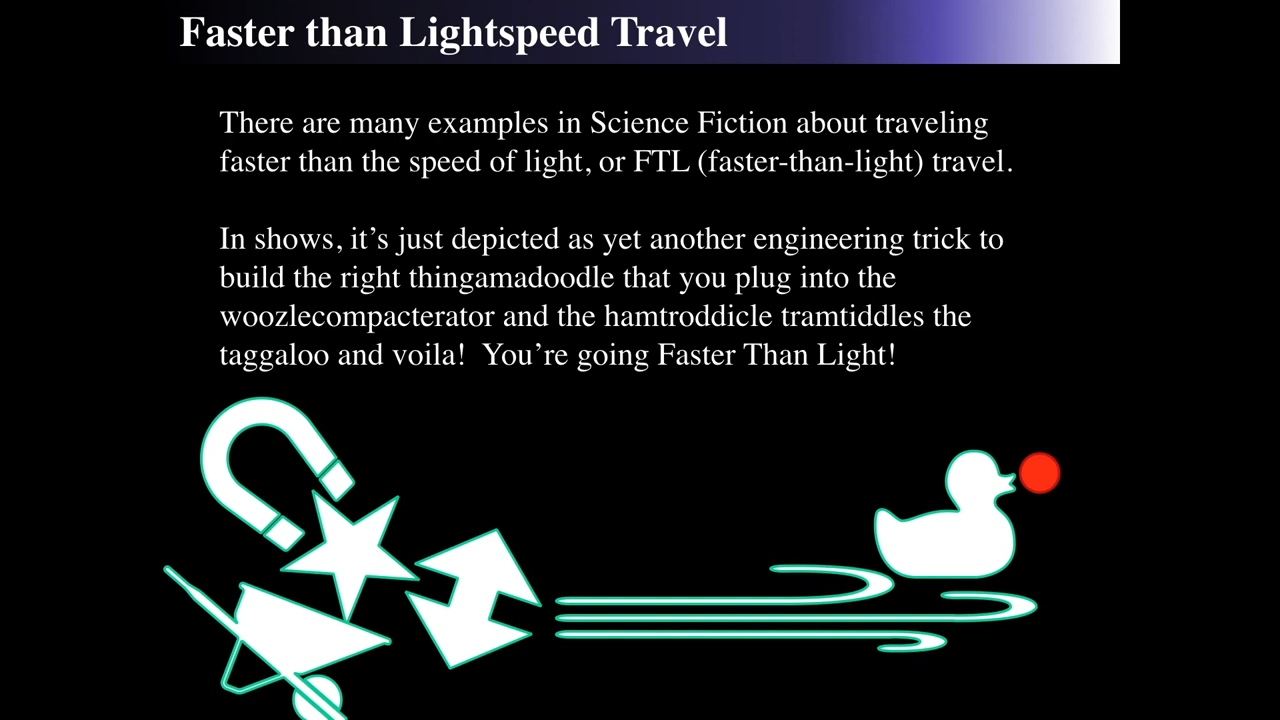 Faster than Lightspeed Travel
There are many examples in Science Fiction about traveling
faster than the speed of light, or FTL (faster-than-light) travel.
In shows, it’s just depicted as yet another engineering trick to
build the right thingamadoodle that you plug into the
woozlecompacterator and the hamtroddicle tramtiddles the
taggaloo and voila!  You’re going Faster Than Light!